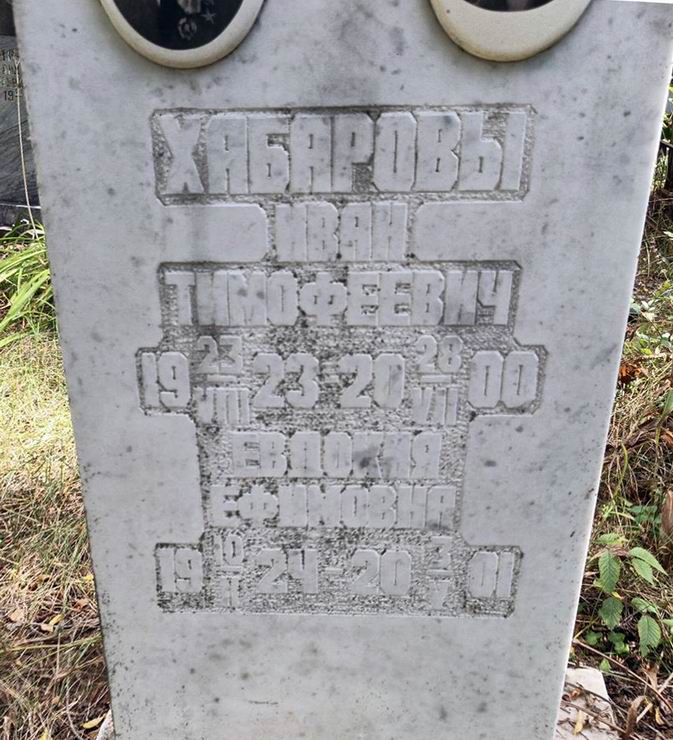 ХАБАРОВЫ
ИВАН
ТИМОФЕЕВИЧ
19 23/VIII 23-20 28/VII 00
ЕВДОКИЯ
ЕФИМОВНА
19 10/II 24-20 /V 01